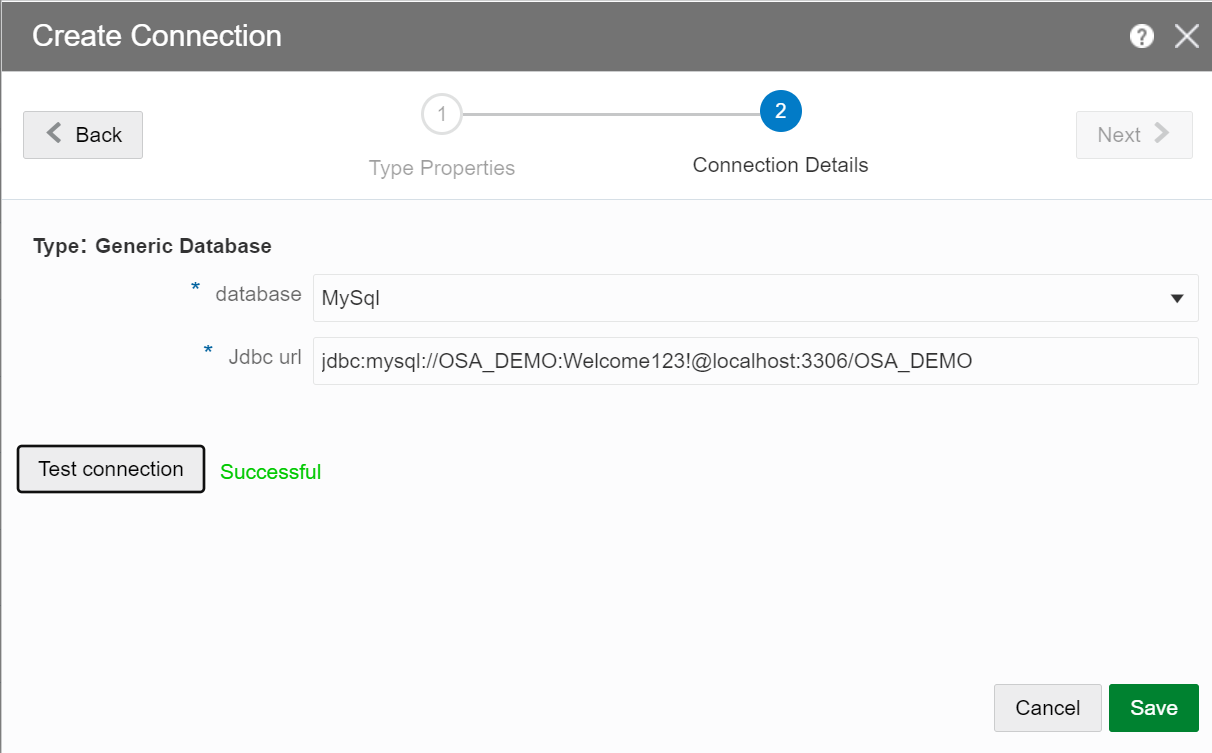 Create Connection
?
Back
1
2
Next
Type Properties
Connection Details
Type: Generic Database
* database
MySql
* Jdbc url
jdbc:mysql://OSA_DEMO:Welcome123!@localhost:3306/OSA_DEMO
Test connection
Successful
Cancel
Save